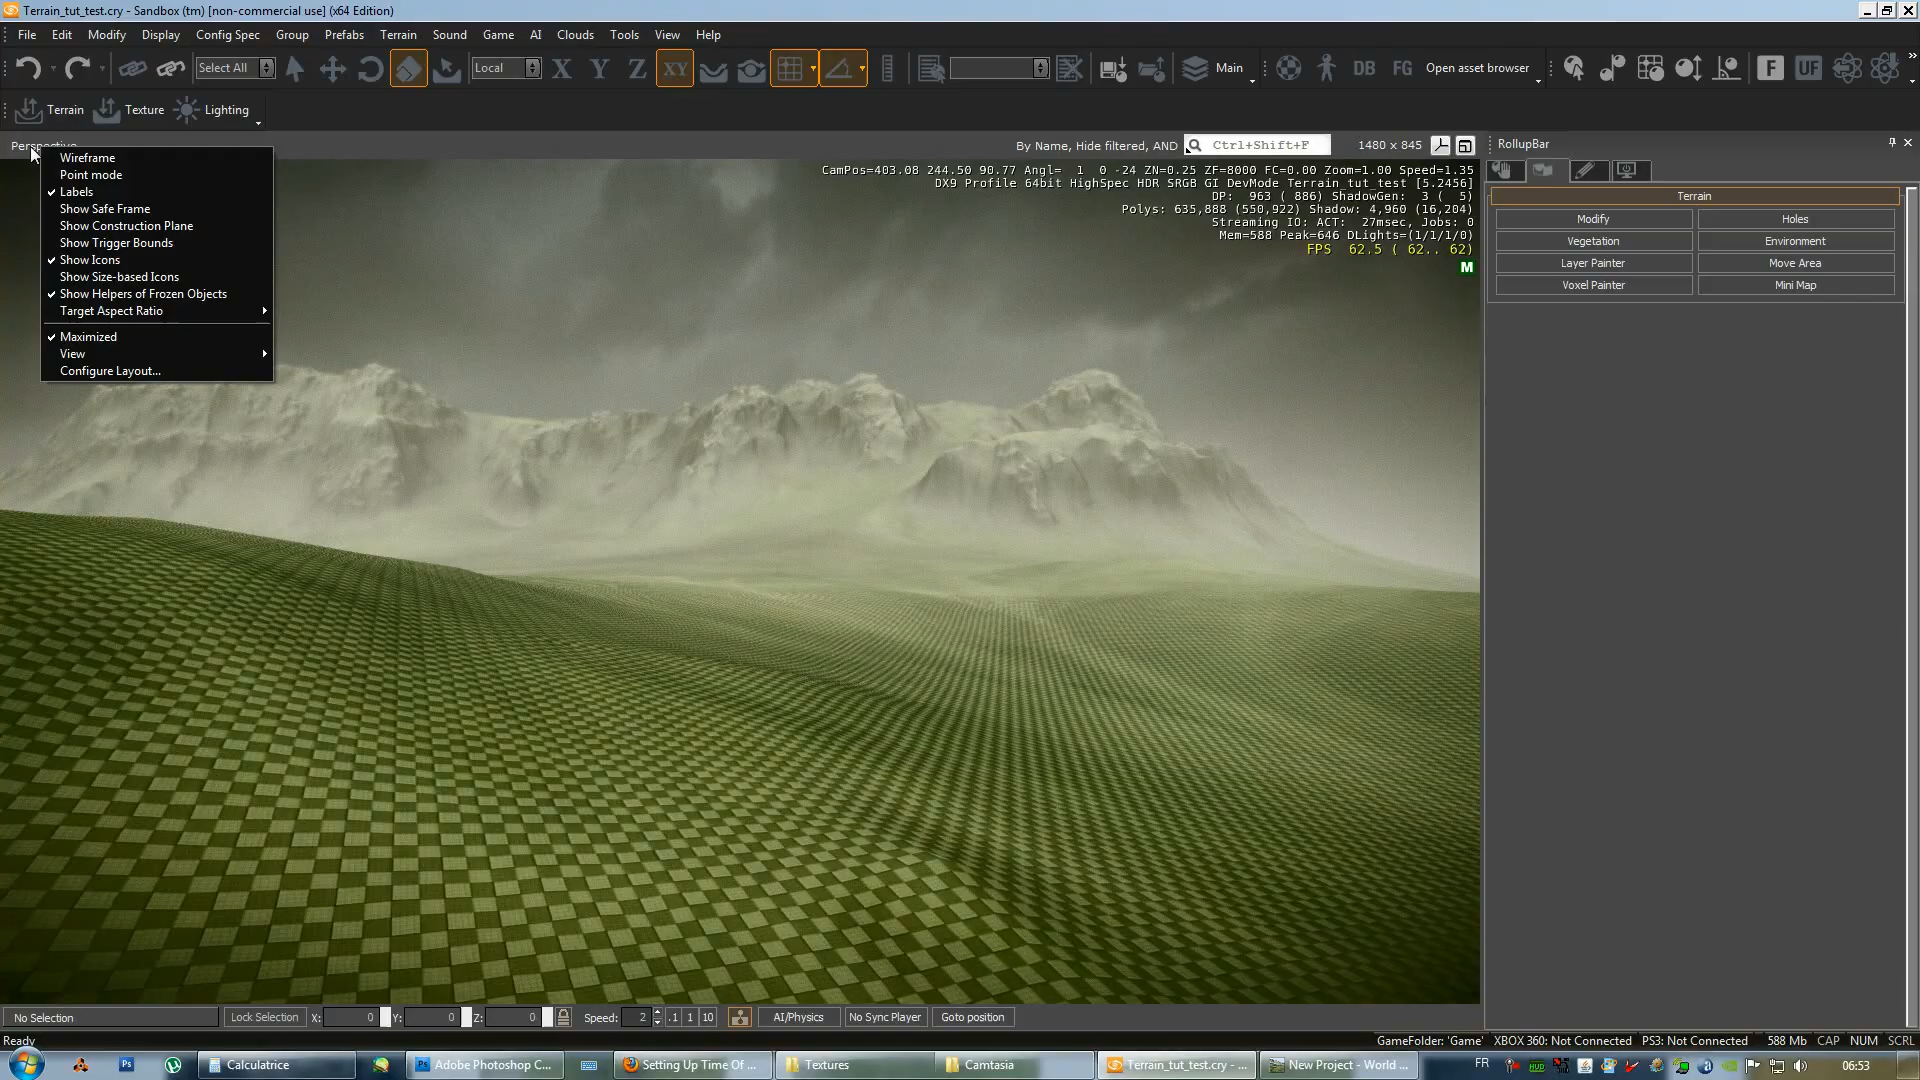 Terrain_tut_test.cry - Sandbox (tm) [non-commercial use] (x64 Edition)
File Edit Modify Display Config Spec Group Prefabs Terrain Sound Game AI Clouds Tools View Help
Select All Local X Y Z XY Main DB FG Open asset browser F UF
Terrain Texture Lighting
Perspective By Name, Hide filtered, AND Ctrl+Shift+F 1480 x 845 RollupBar
Wireframe
Point mode
Labels
Show Safe Frame
Show Construction Plane
Show Trigger Bounds
Show Icons
Show Size-based Icons
Show Helpers of Frozen Objects
Target Aspect Ratio
Maximized
View
Configure Layout...
CamPos=403.08 244.50 90.77 Angl= 1 0 -24 ZN=0.25 ZF=8000 FC=0.00 Zoom=1.00 Speed=1.35
DX9 Profile 64bit HighSpec HDR SRGB GI DevMode Terrain_tut_test [5.2456]
DP: 963 ( 886) ShadowGen: 3 ( 5)
Polys: 635,888 (550,922) Shadow: 4,960 (16,204)
Streaming IO: ACT: 27msec, Jobs: 0
Mem=588 Peak=646 DLights=(1/1/1/0)
FPS 62.5 ( 62.. 62)
M
Terrain
Modify Holes
Vegetation Environment
Layer Painter Move Area
Voxel Painter Mini Map
No Selection Lock Selection X: 0 Y: 0 Z: 0 Speed: 2 .1 1 10 AI/Physics No Sync Player Goto position
Ready GameFolder: 'Game' XBOX 360: Not Connected PS3: Not Connected 588 Mb CAP NUM SCRL
Ps Calculatrice Ps Adobe Photoshop C... Setting Up Time Of ... Textures Camtasia Terrain_tut_test.cry - ... New Project - World ... FR 06:53